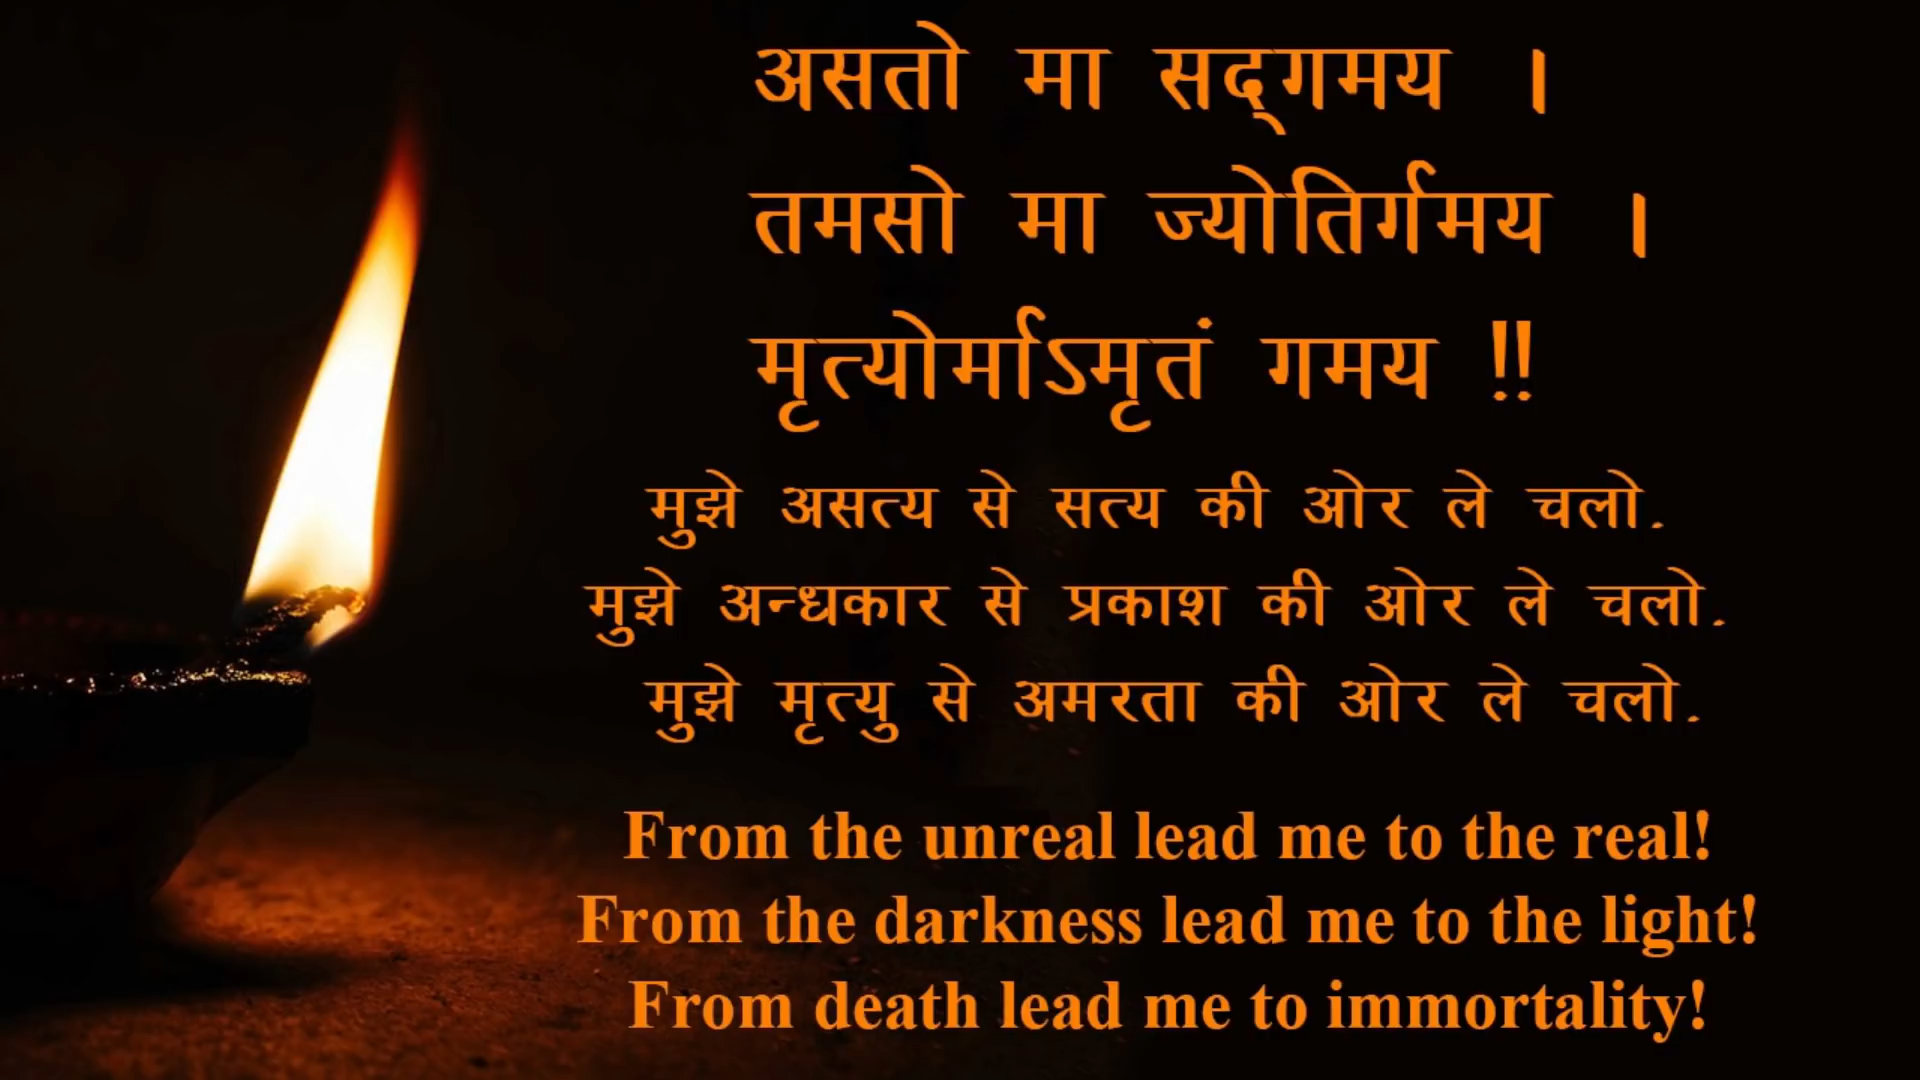 असतो मा सद्‌गमय ।
तमसो मा ज्योतिर्गमय ।
मृत्योर्माऽमृतं गमय !!
मुझे असत्य से सत्य की ओर ले चलो.
मुझे अन्धकार से प्रकाश की ओर ले चलो.
मुझे मृत्यु से अमरता की ओर ले चलो.
From the unreal lead me to the real!
From the darkness lead me to the light!
From death lead me to immortality!